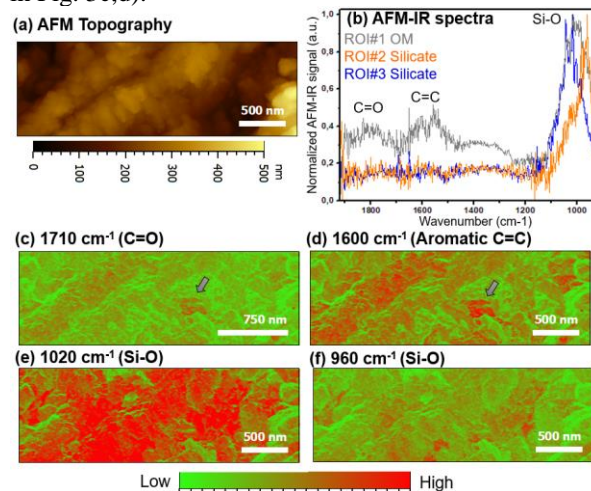 in Fig. 3c,d).
(a) AFM Topography
500 nm
0
100
200
300
400
500
nm
(b) AFM-IR spectra
ROI#1 OM
ROI#2 Silicate
ROI#3 Silicate
Si-O
C=O
C=C
Normalized AFM-IR signal (a.u.)
1,0
0,8
0,6
0,4
0,2
0,0
1800
1600
1400
1200
1000
Wavenumber (cm-1)
(c) 1710 cm⁻¹ (C=O)
750 nm
(d) 1600 cm⁻¹ (Aromatic C=C)
500 nm
(e) 1020 cm⁻¹ (Si-O)
500 nm
(f) 960 cm⁻¹ (Si-O)
500 nm
Low
High